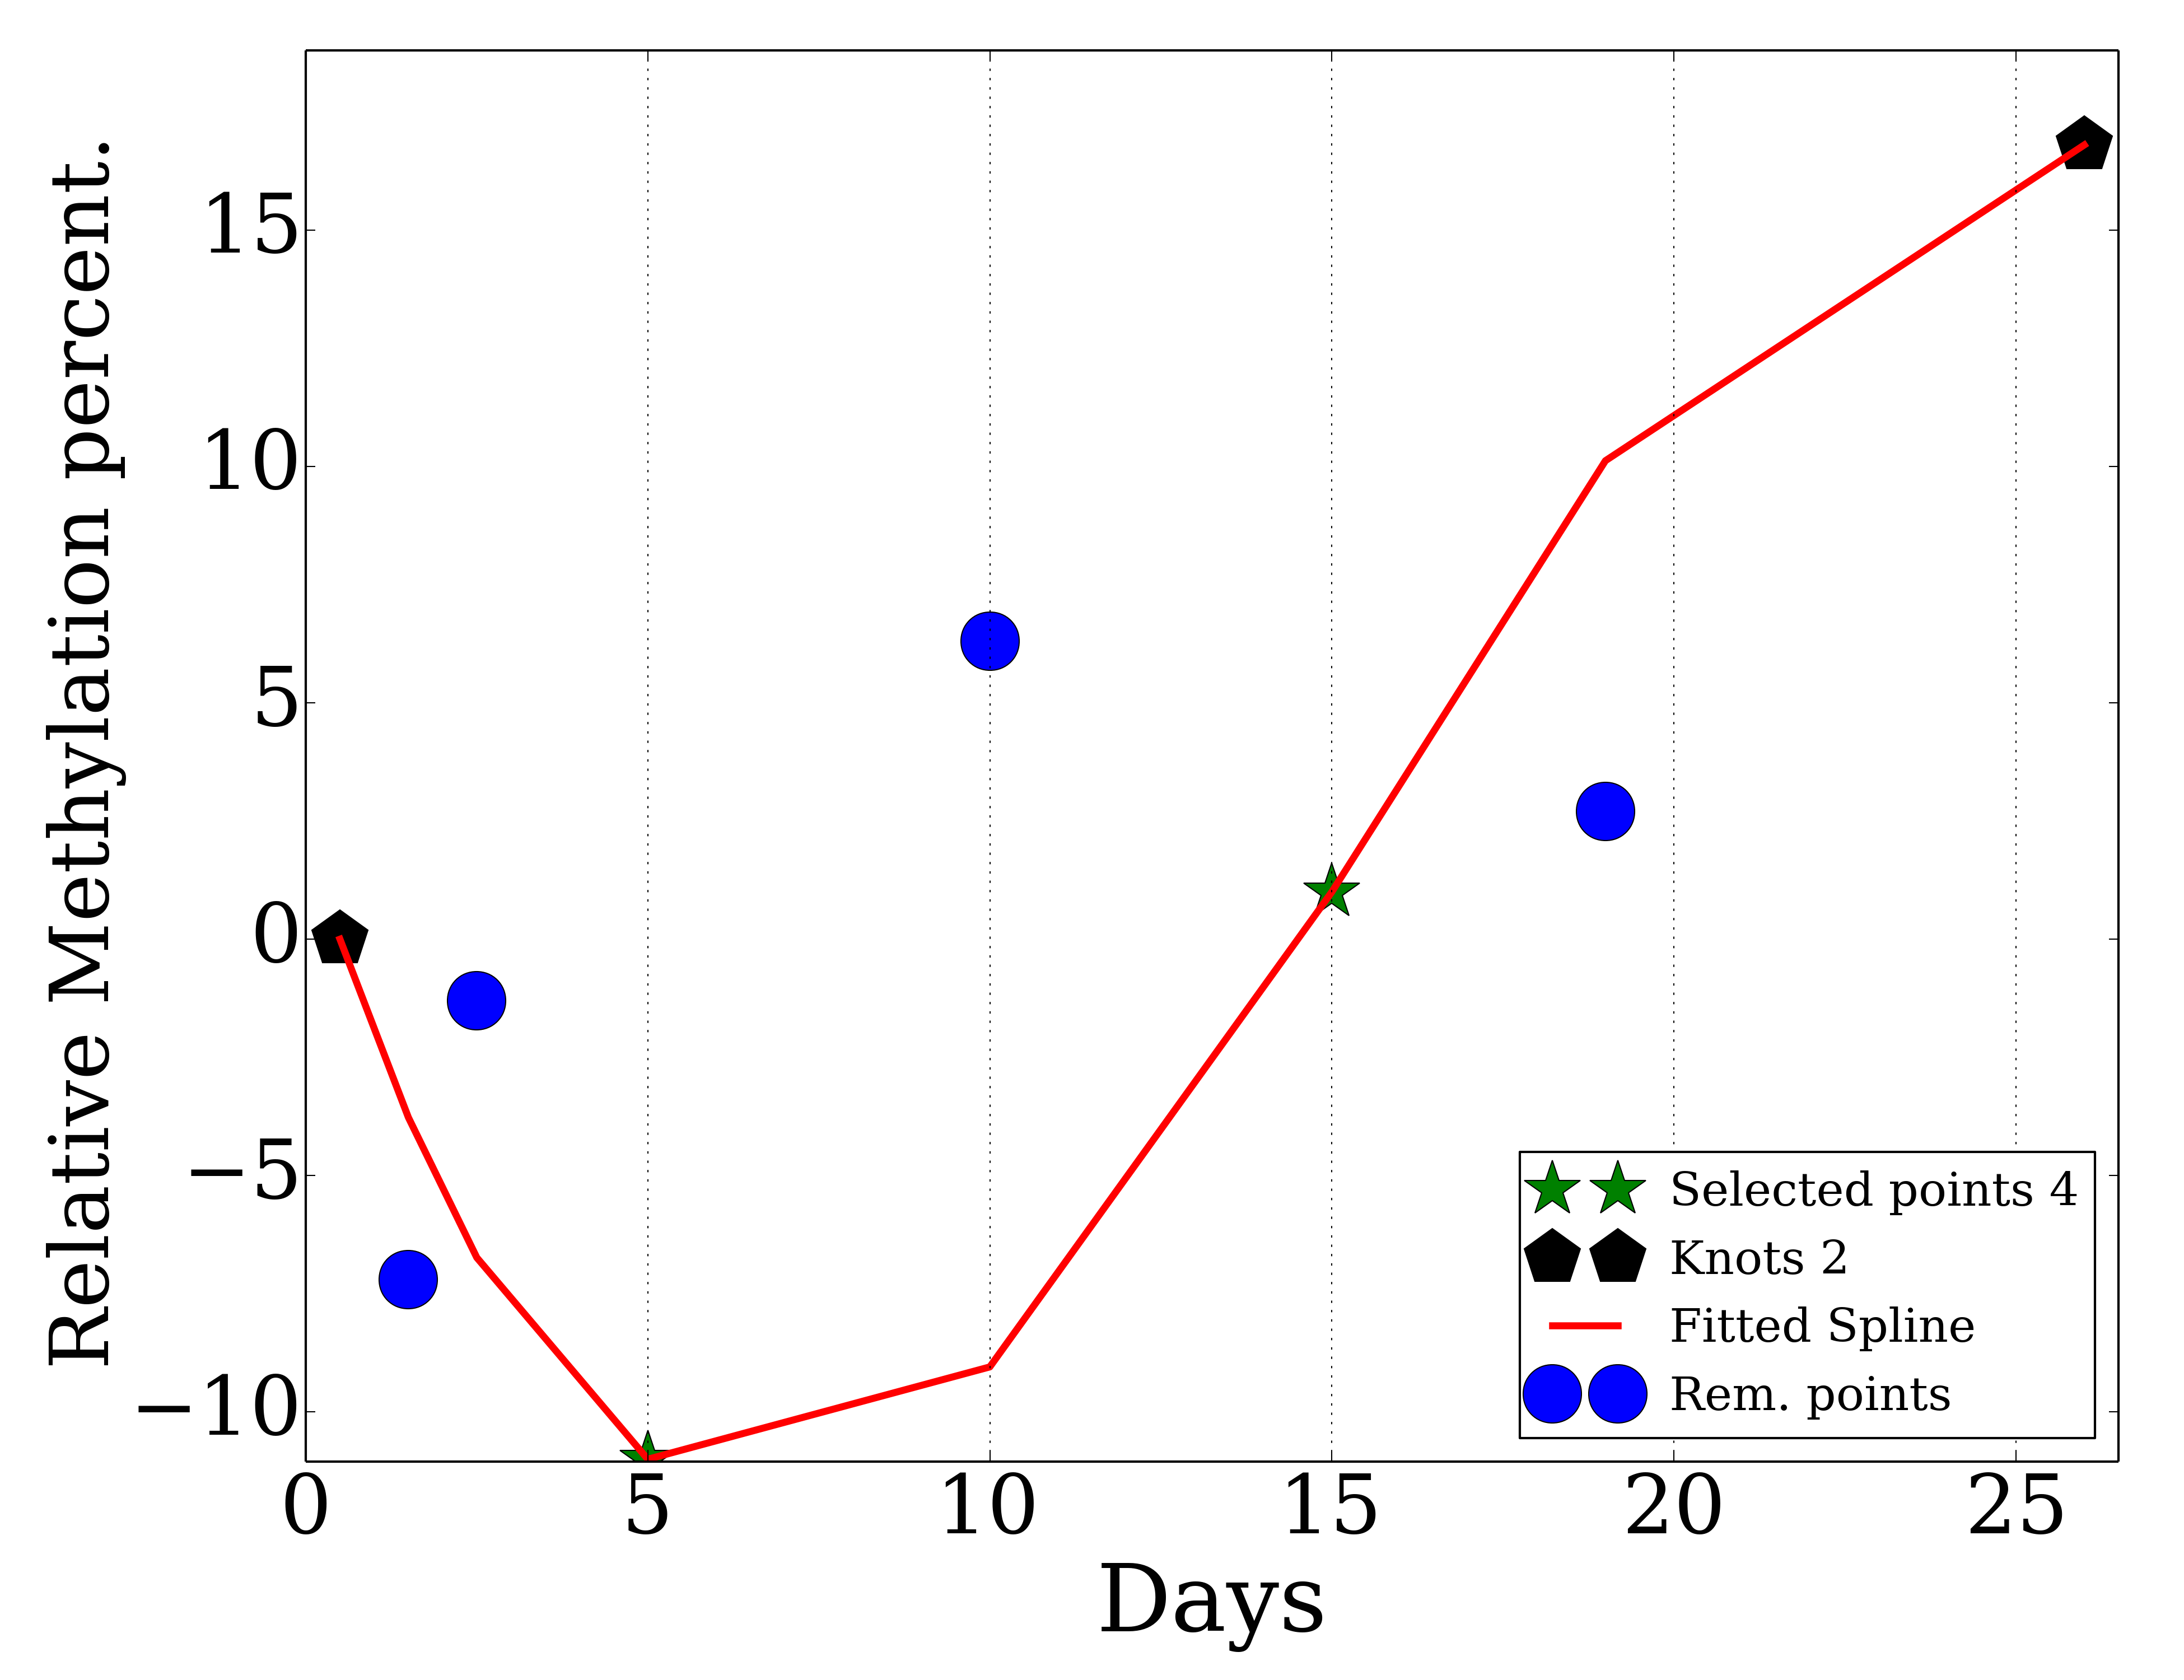 Relative Methylation percent.
15
10
5
0
−5
−10
0 5 10 15 20 25
Days
Selected points 4
Knots 2
Fitted Spline
Rem. points